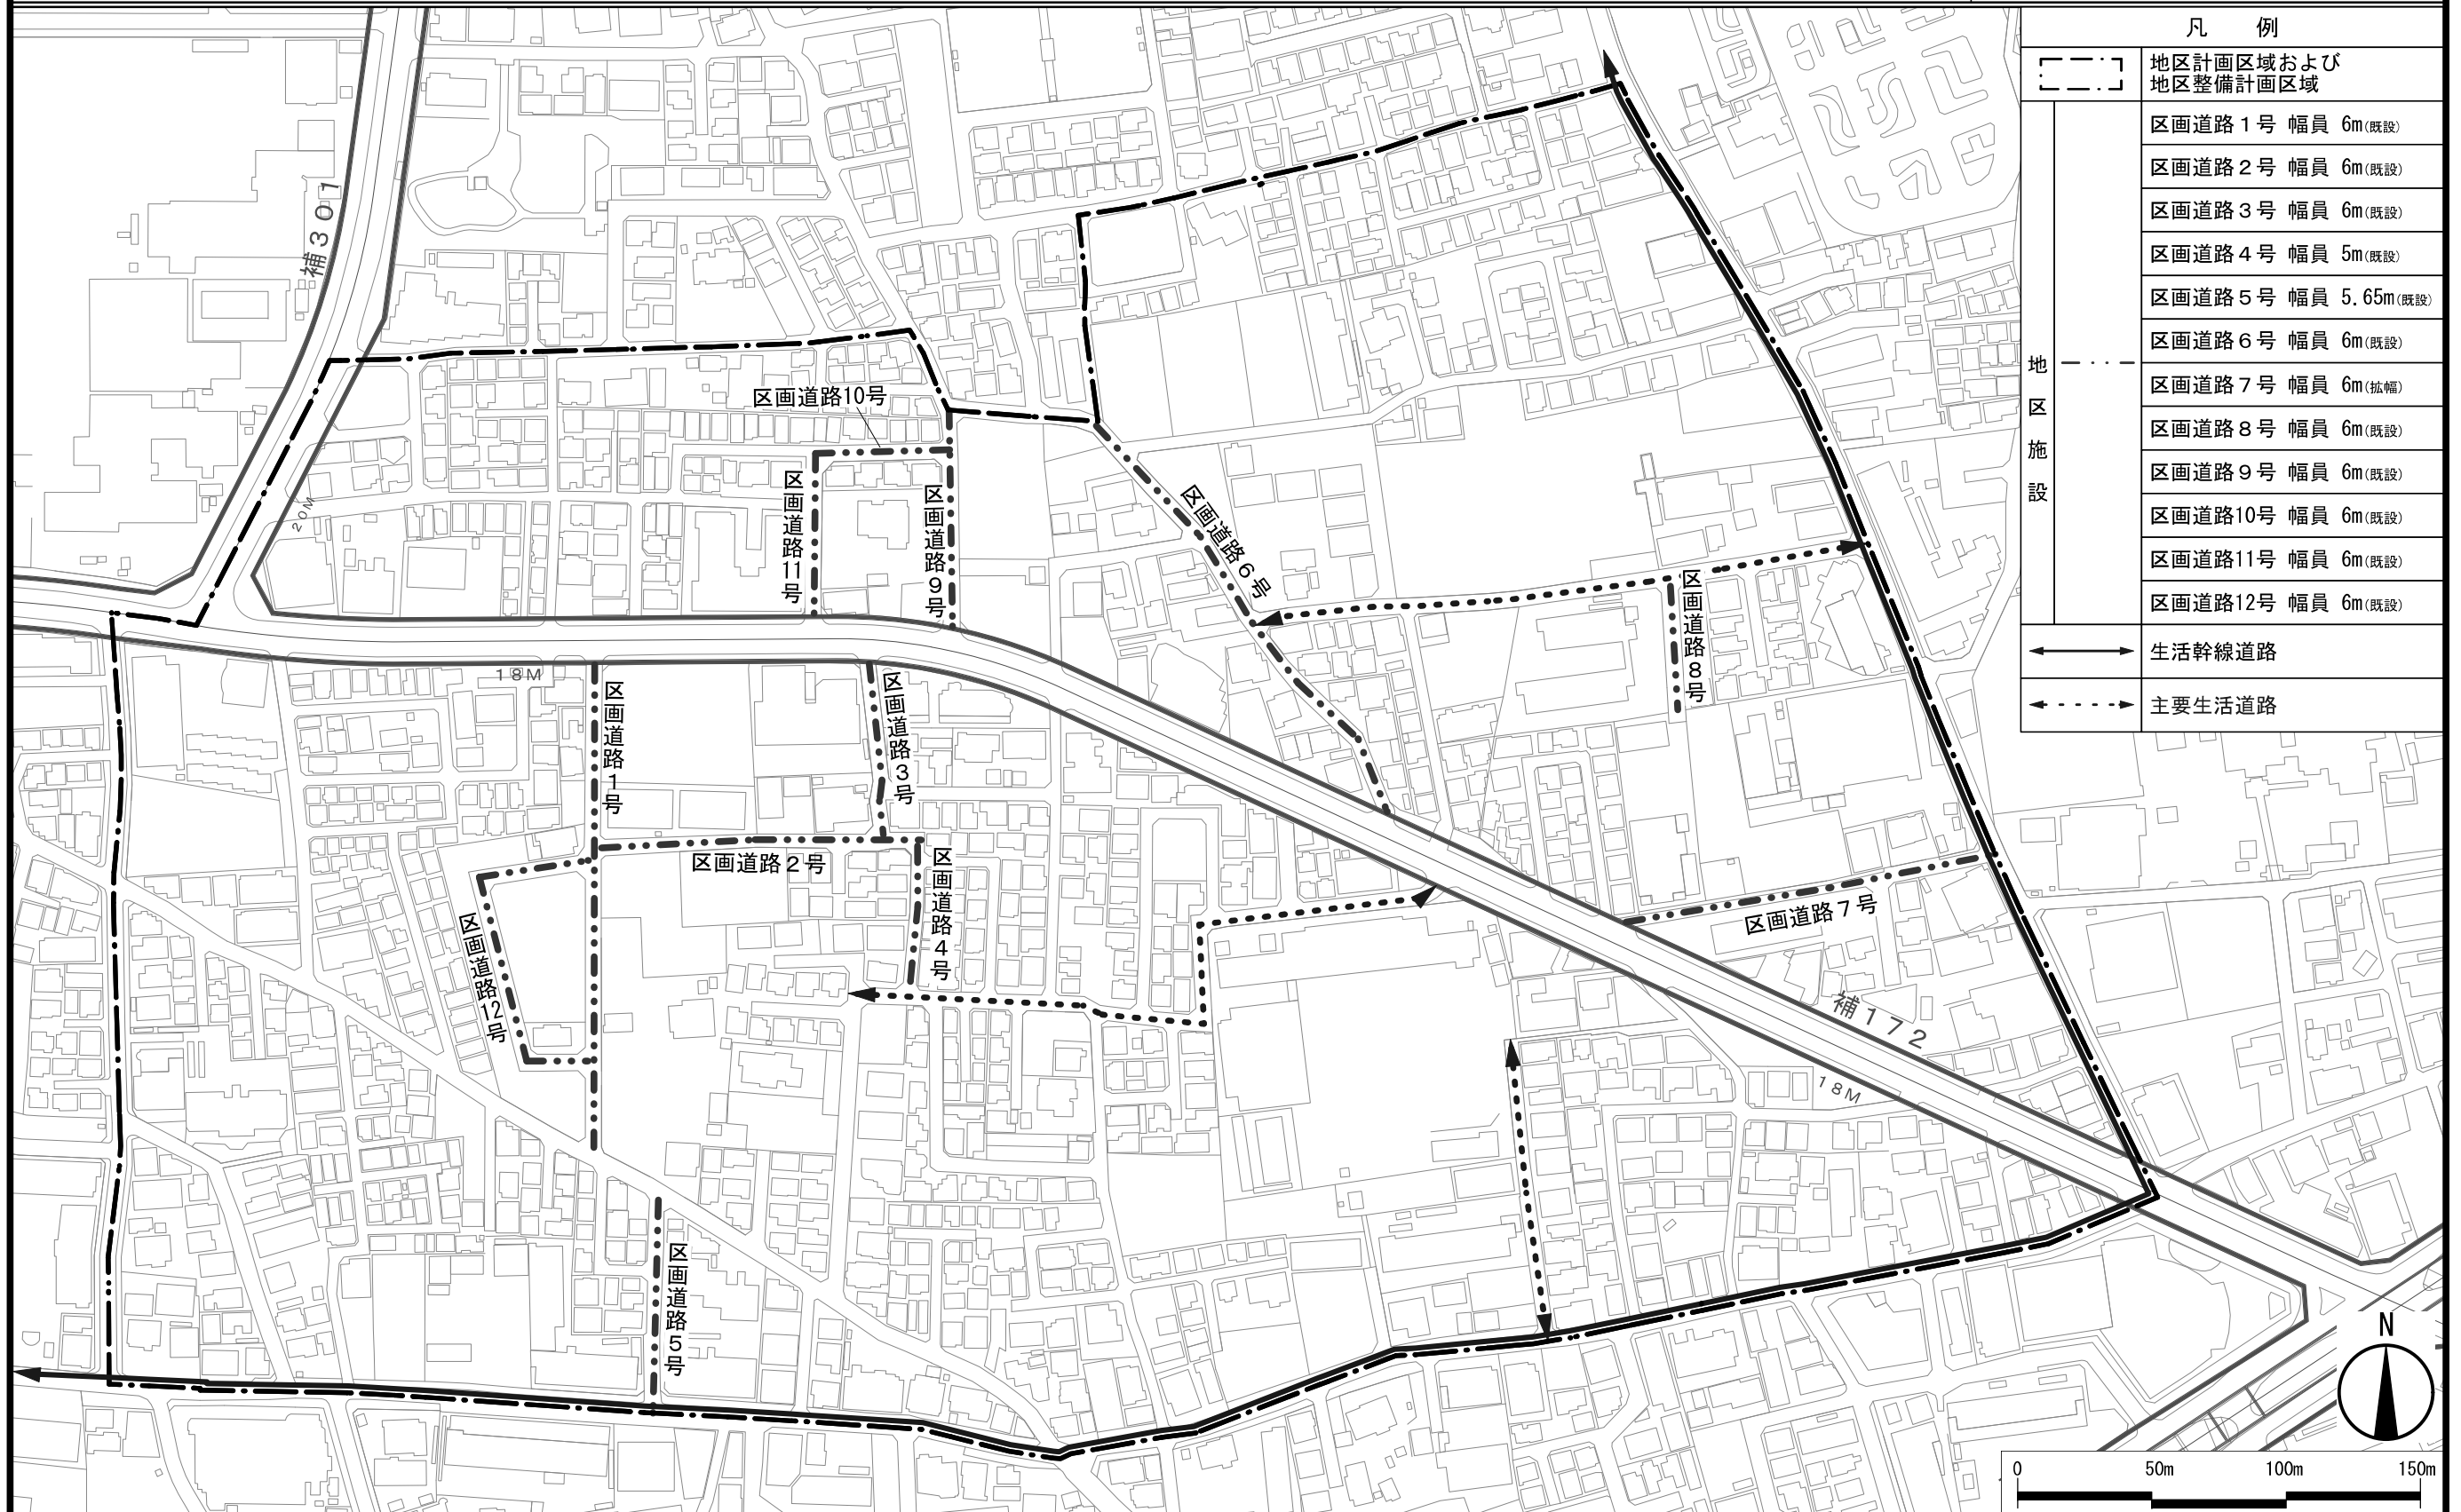 凡 例
地区計画区域および
地区整備計画区域
地区施設
区画道路1号 幅員 6m(既設)
区画道路2号 幅員 6m(既設)
区画道路3号 幅員 6m(既設)
区画道路4号 幅員 5m(既設)
区画道路5号 幅員 5.65m(既設)
区画道路6号 幅員 6m(既設)
区画道路7号 幅員 6m(拡幅)
区画道路8号 幅員 6m(既設)
区画道路9号 幅員 6m(既設)
区画道路10号 幅員 6m(既設)
区画道路11号 幅員 6m(既設)
区画道路12号 幅員 6m(既設)
生活幹線道路
主要生活道路
補301
20M
区画道路10号
区画道路11号
区画道路9号
区画道路6号
区画道路8号
18M
区画道路1号
区画道路3号
区画道路2号
区画道路4号
区画道路7号
区画道路12号
補172
18M
区画道路5号
N
0 50m 100m 150m